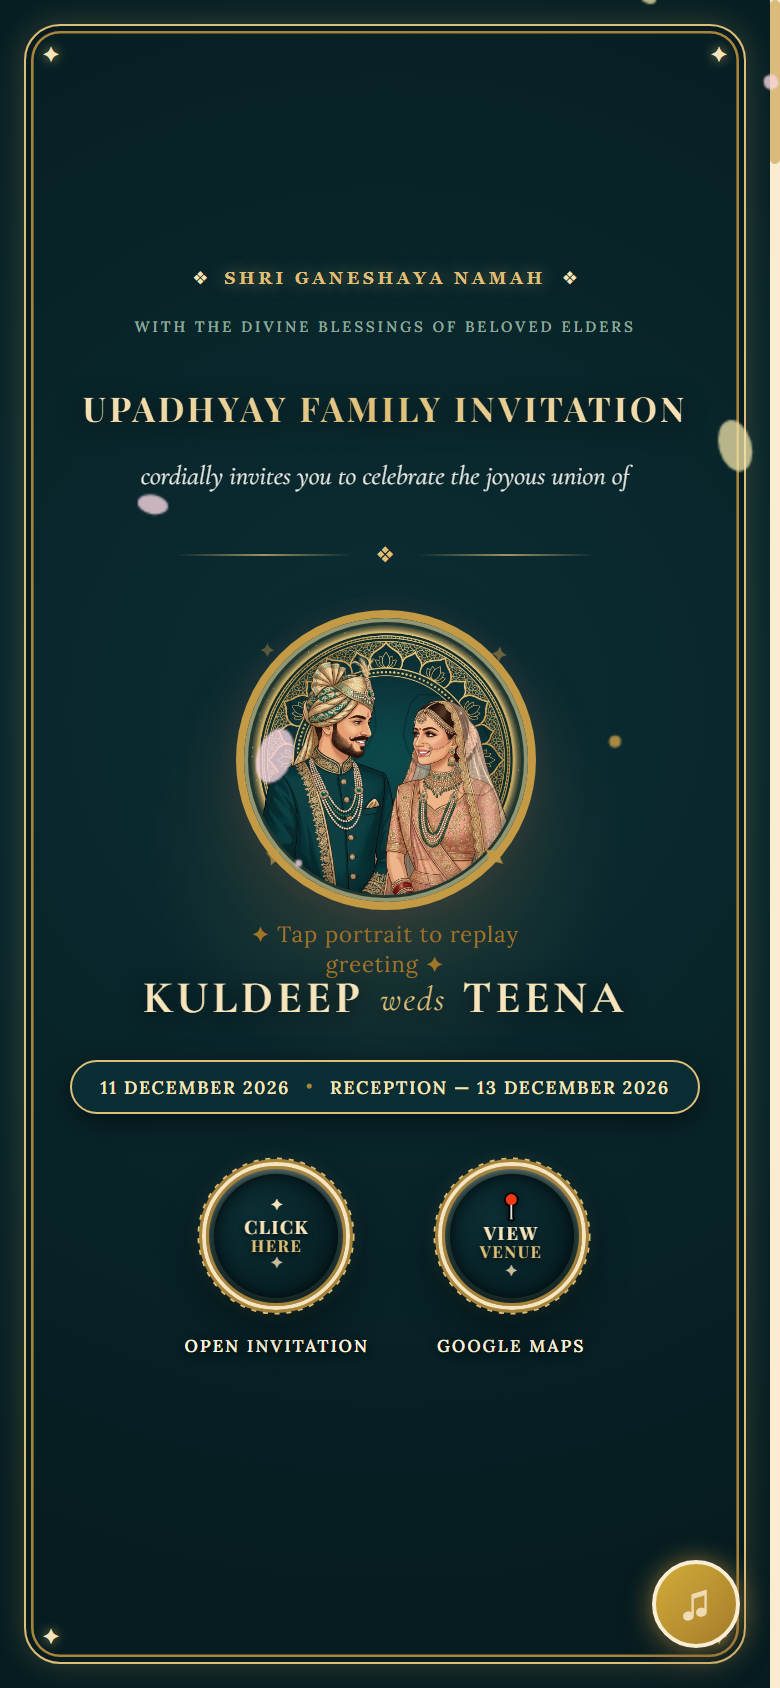 ❖ SHRI GANESHAYA NAMAH ❖
WITH THE DIVINE BLESSINGS OF BELOVED ELDERS
UPADHYAY FAMILY INVITATION
cordially invites you to celebrate the joyous union of
✦ Tap portrait to replay
greeting ✦
KULDEEP weds TEENA
11 DECEMBER 2026 • RECEPTION — 13 DECEMBER 2026
CLICK
HERE
VIEW
VENUE
OPEN INVITATION
GOOGLE MAPS